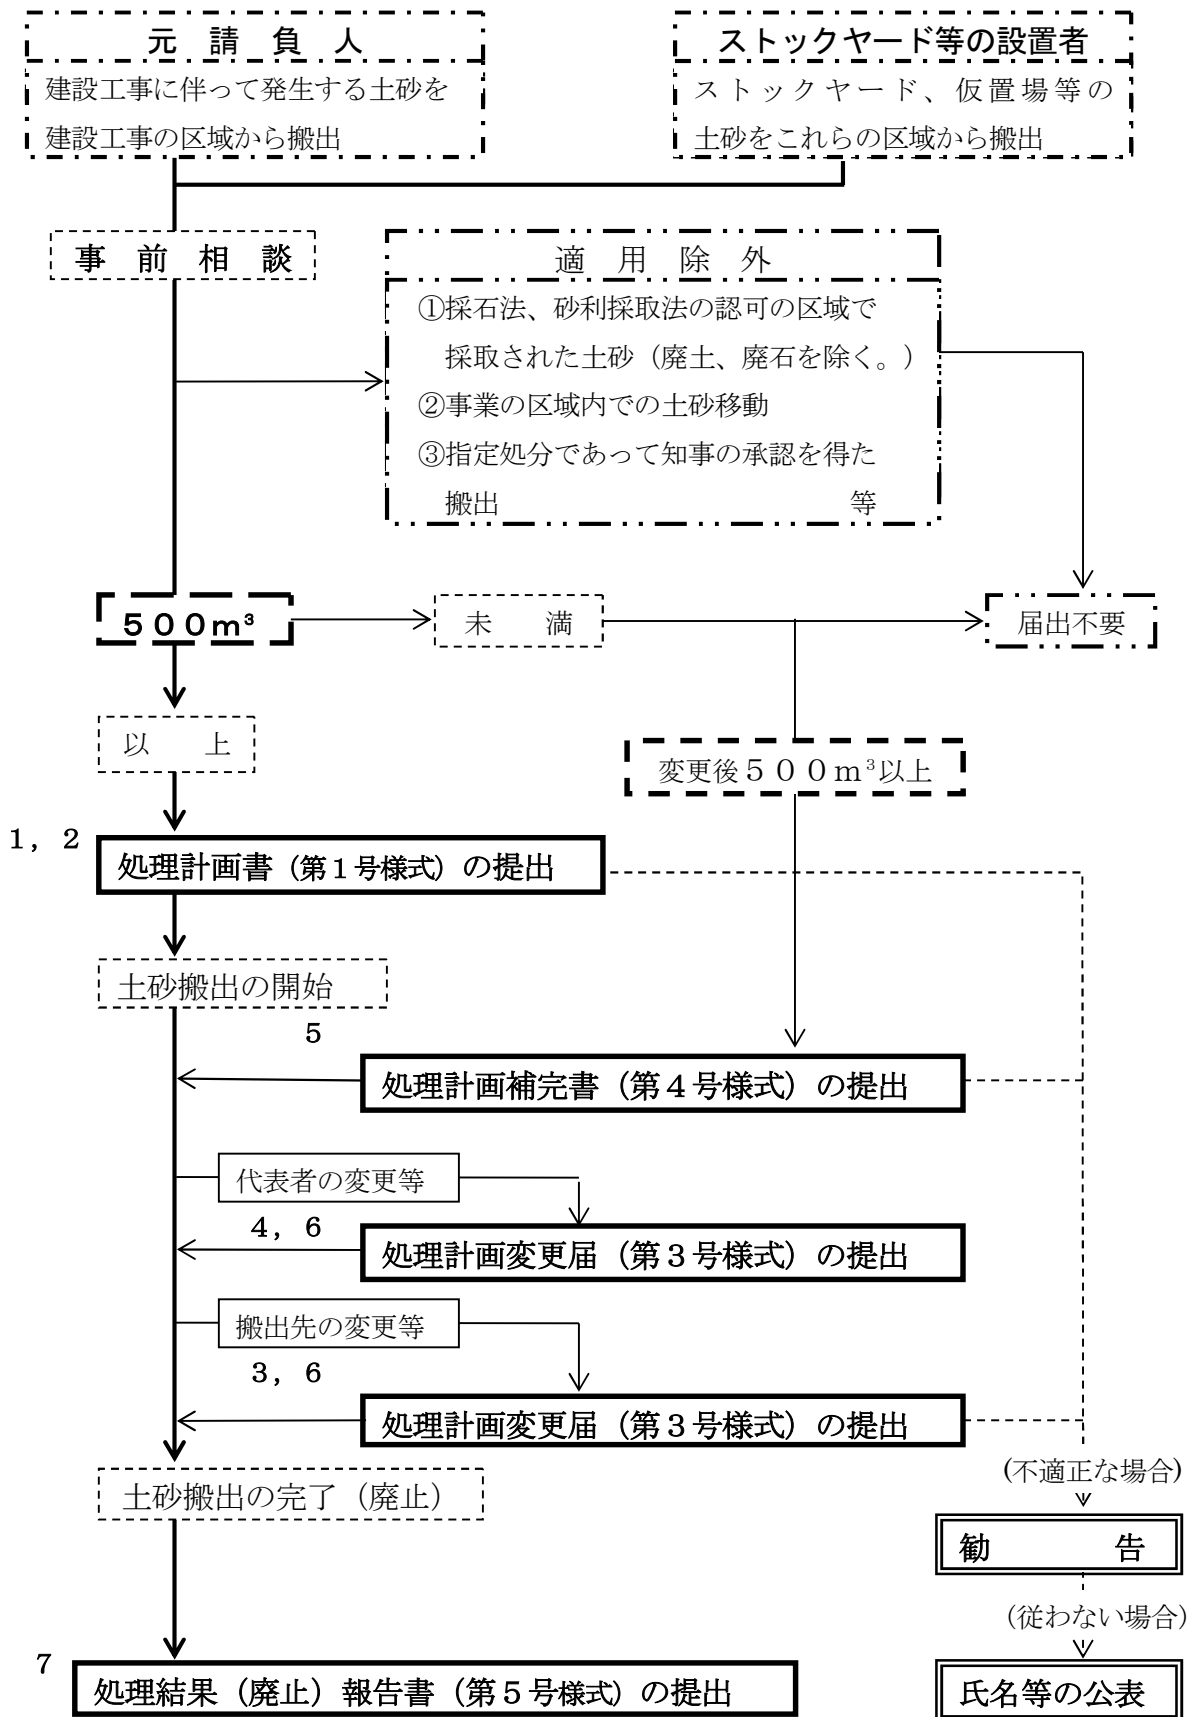 元　請　負　人
建設工事に伴って発生する土砂を
建設工事の区域から搬出
ストックヤード等の設置者
ストックヤード、仮置場等の
土砂をこれらの区域から搬出
事　前　相　談
適　用　除　外
①採石法、砂利採取法の認可の区域で
採取された土砂（廃土、廃石を除く。）
②事業の区域内での土砂移動
③指定処分であって知事の承認を得た
搬出　　　　　　　　　　　　　等
５００ｍ³
未　　満
届出不要
以　　上
変更後５００ｍ³以上
１，２
処理計画書（第１号様式）の提出
土砂搬出の開始
５
処理計画補完書（第４号様式）の提出
代表者の変更等
４，６
処理計画変更届（第３号様式）の提出
搬出先の変更等
３，６
処理計画変更届（第３号様式）の提出
(不適正な場合)
土砂搬出の完了（廃止）
勧　　　　告
(従わない場合)
７
処理結果（廃止）報告書（第５号様式）の提出
氏名等の公表